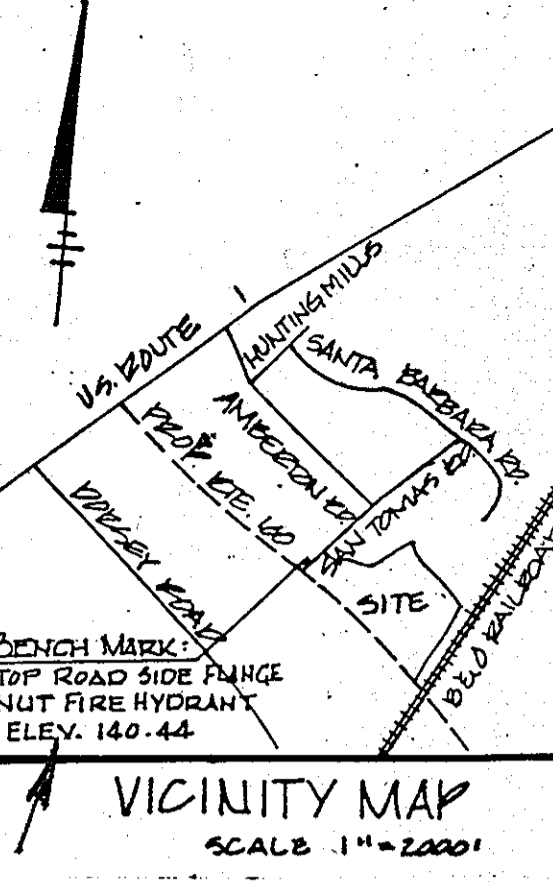 U.S. ROUTE 1
HUNTING MILLS
SANTA BARBARA RD.
AMBERTON RD.
PROP. RTE. 100
SAN TOMAS RD.
DORSEY ROAD
SITE
B&O RAILROAD
BENCH MARK:
TOP ROAD SIDE FLANGE
NUT FIRE HYDRANT
ELEV. 140.44
VICINITY MAP
SCALE 1"=2000'